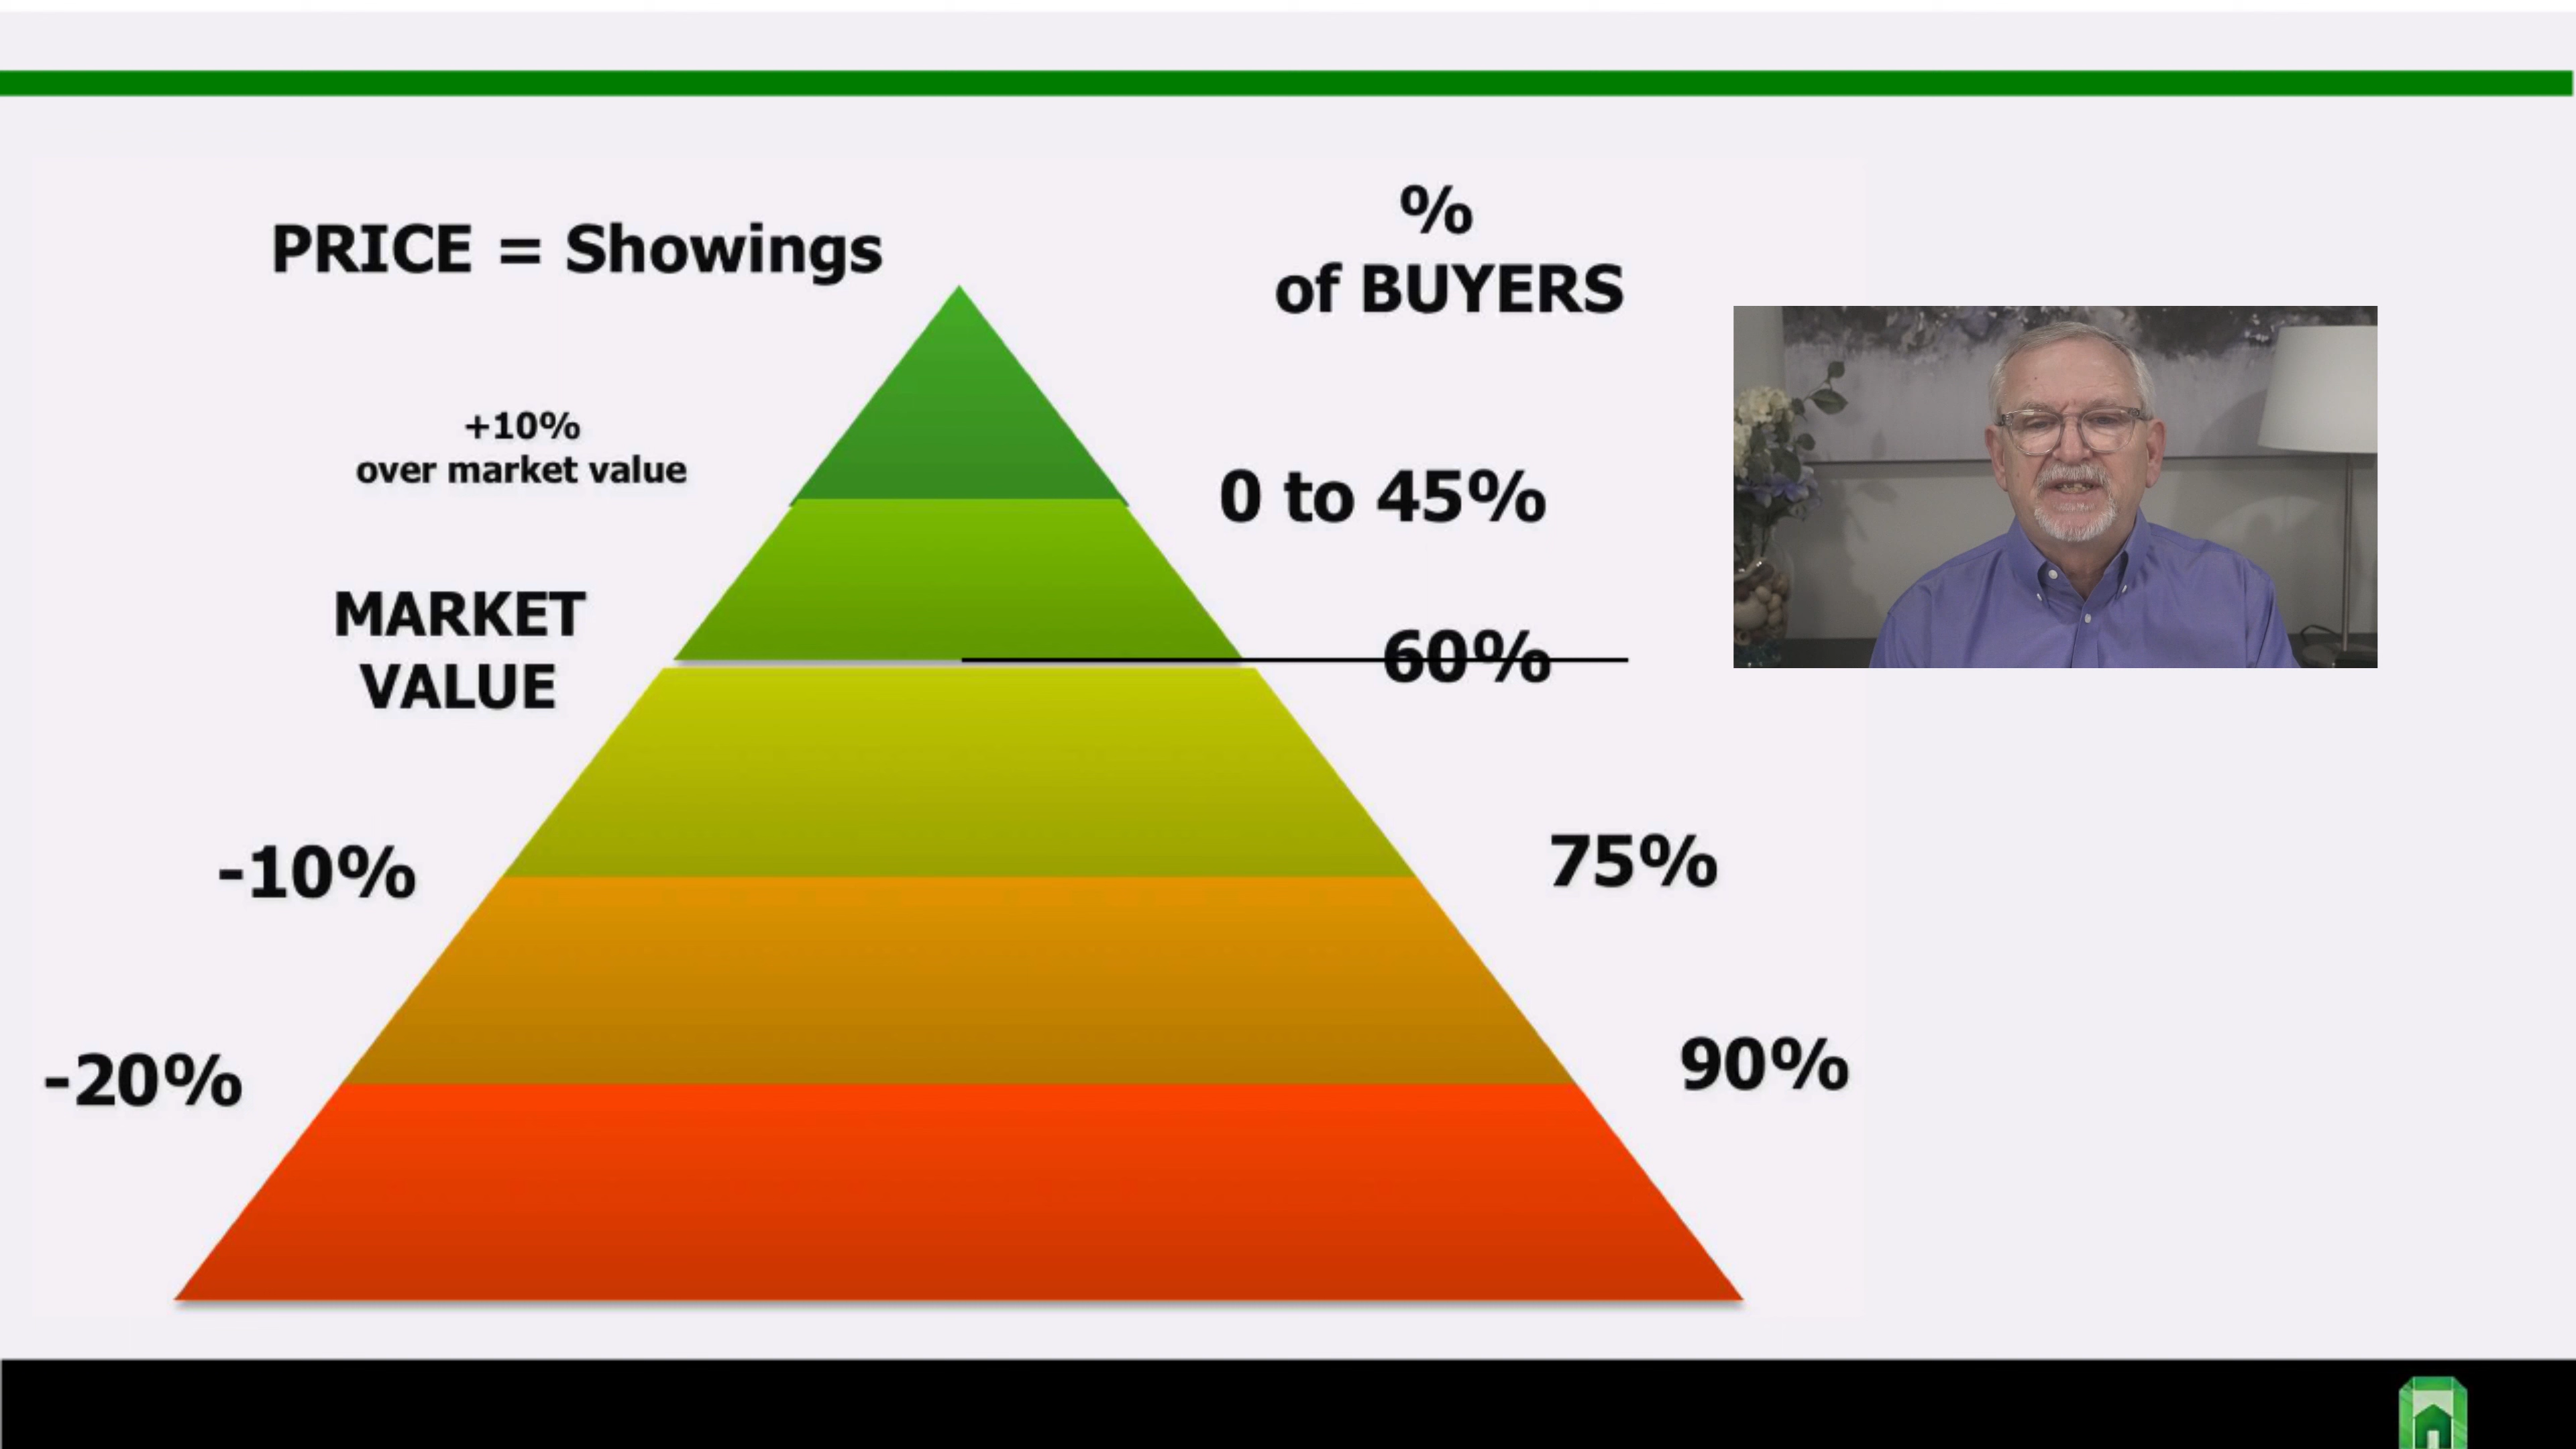 PRICE = Showings
%
of BUYERS
+10%
over market value
0 to 45%
MARKET
VALUE
60%
-10%
75%
-20%
90%